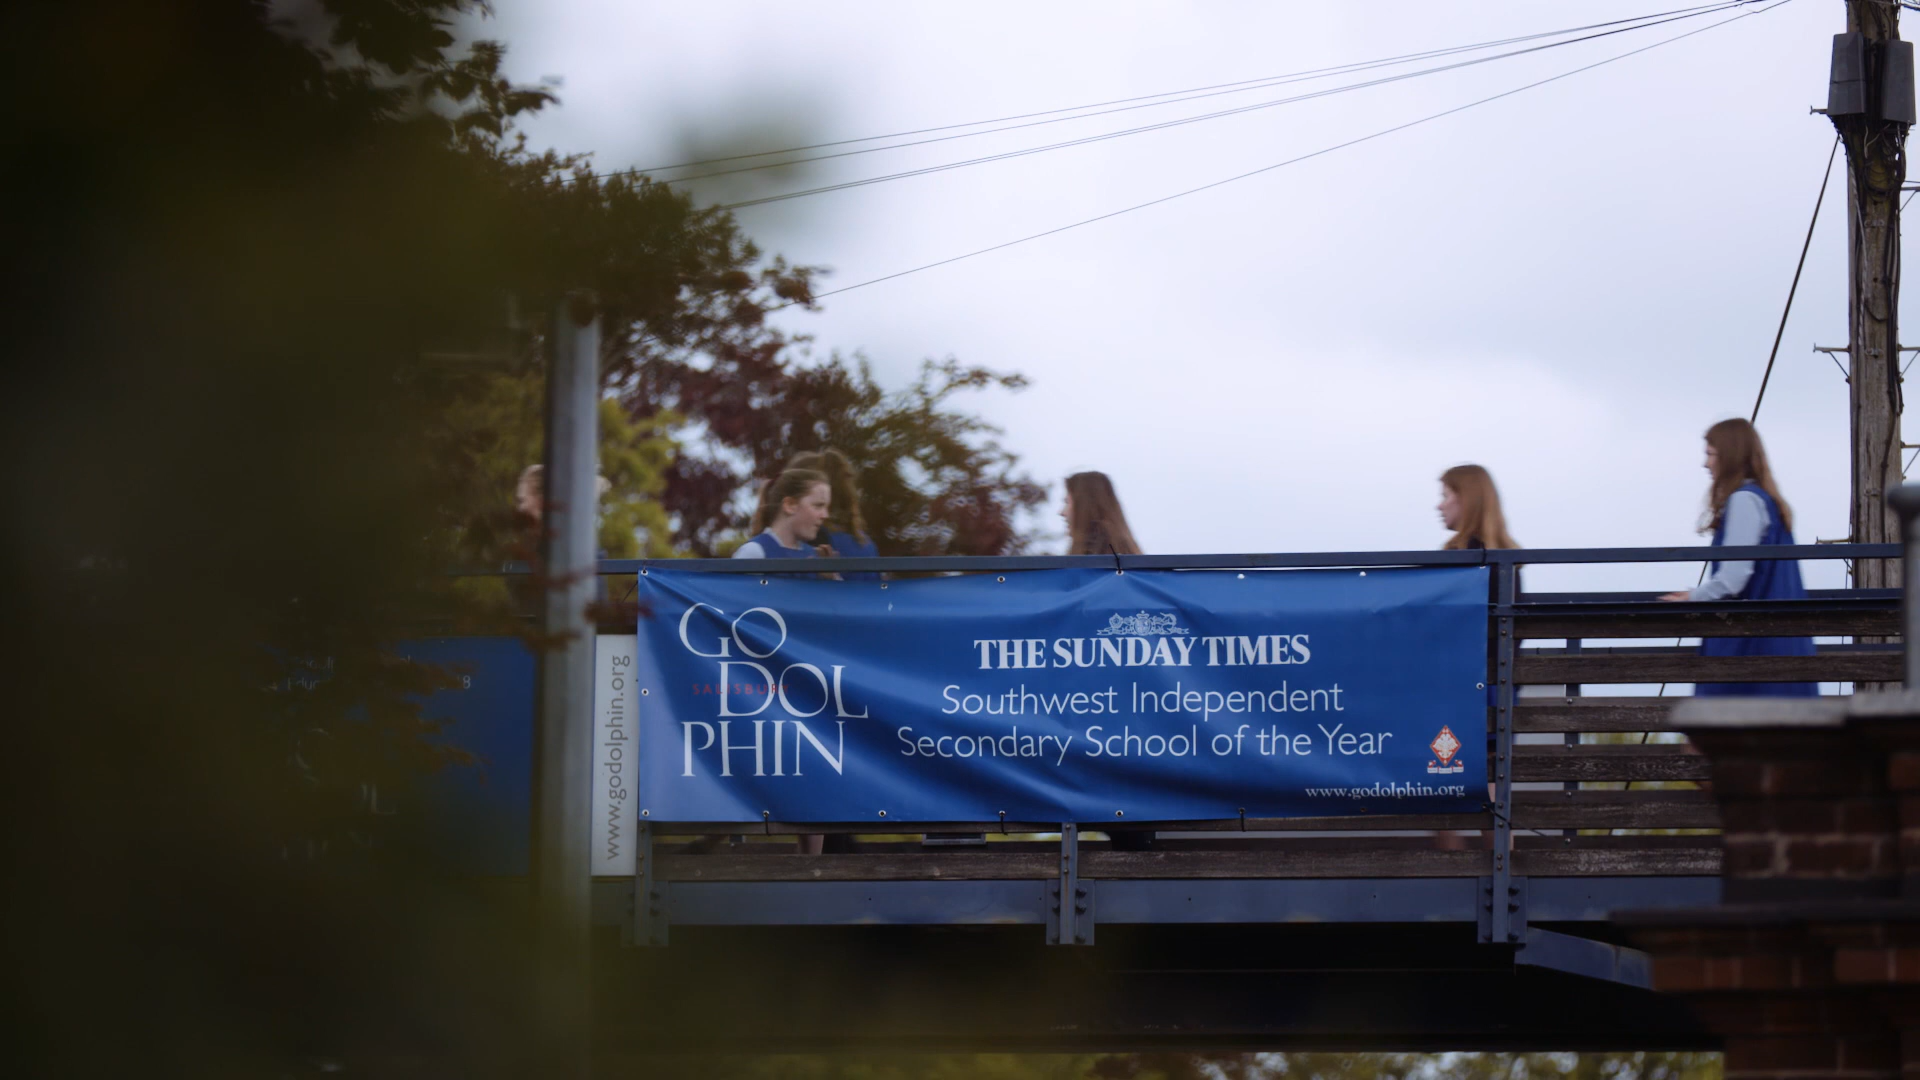 GO
DOL
SALISBURY
PHIN
THE SUNDAY TIMES
Southwest Independent
Secondary School of the Year
www.godolphin.org
www.godolphin.org